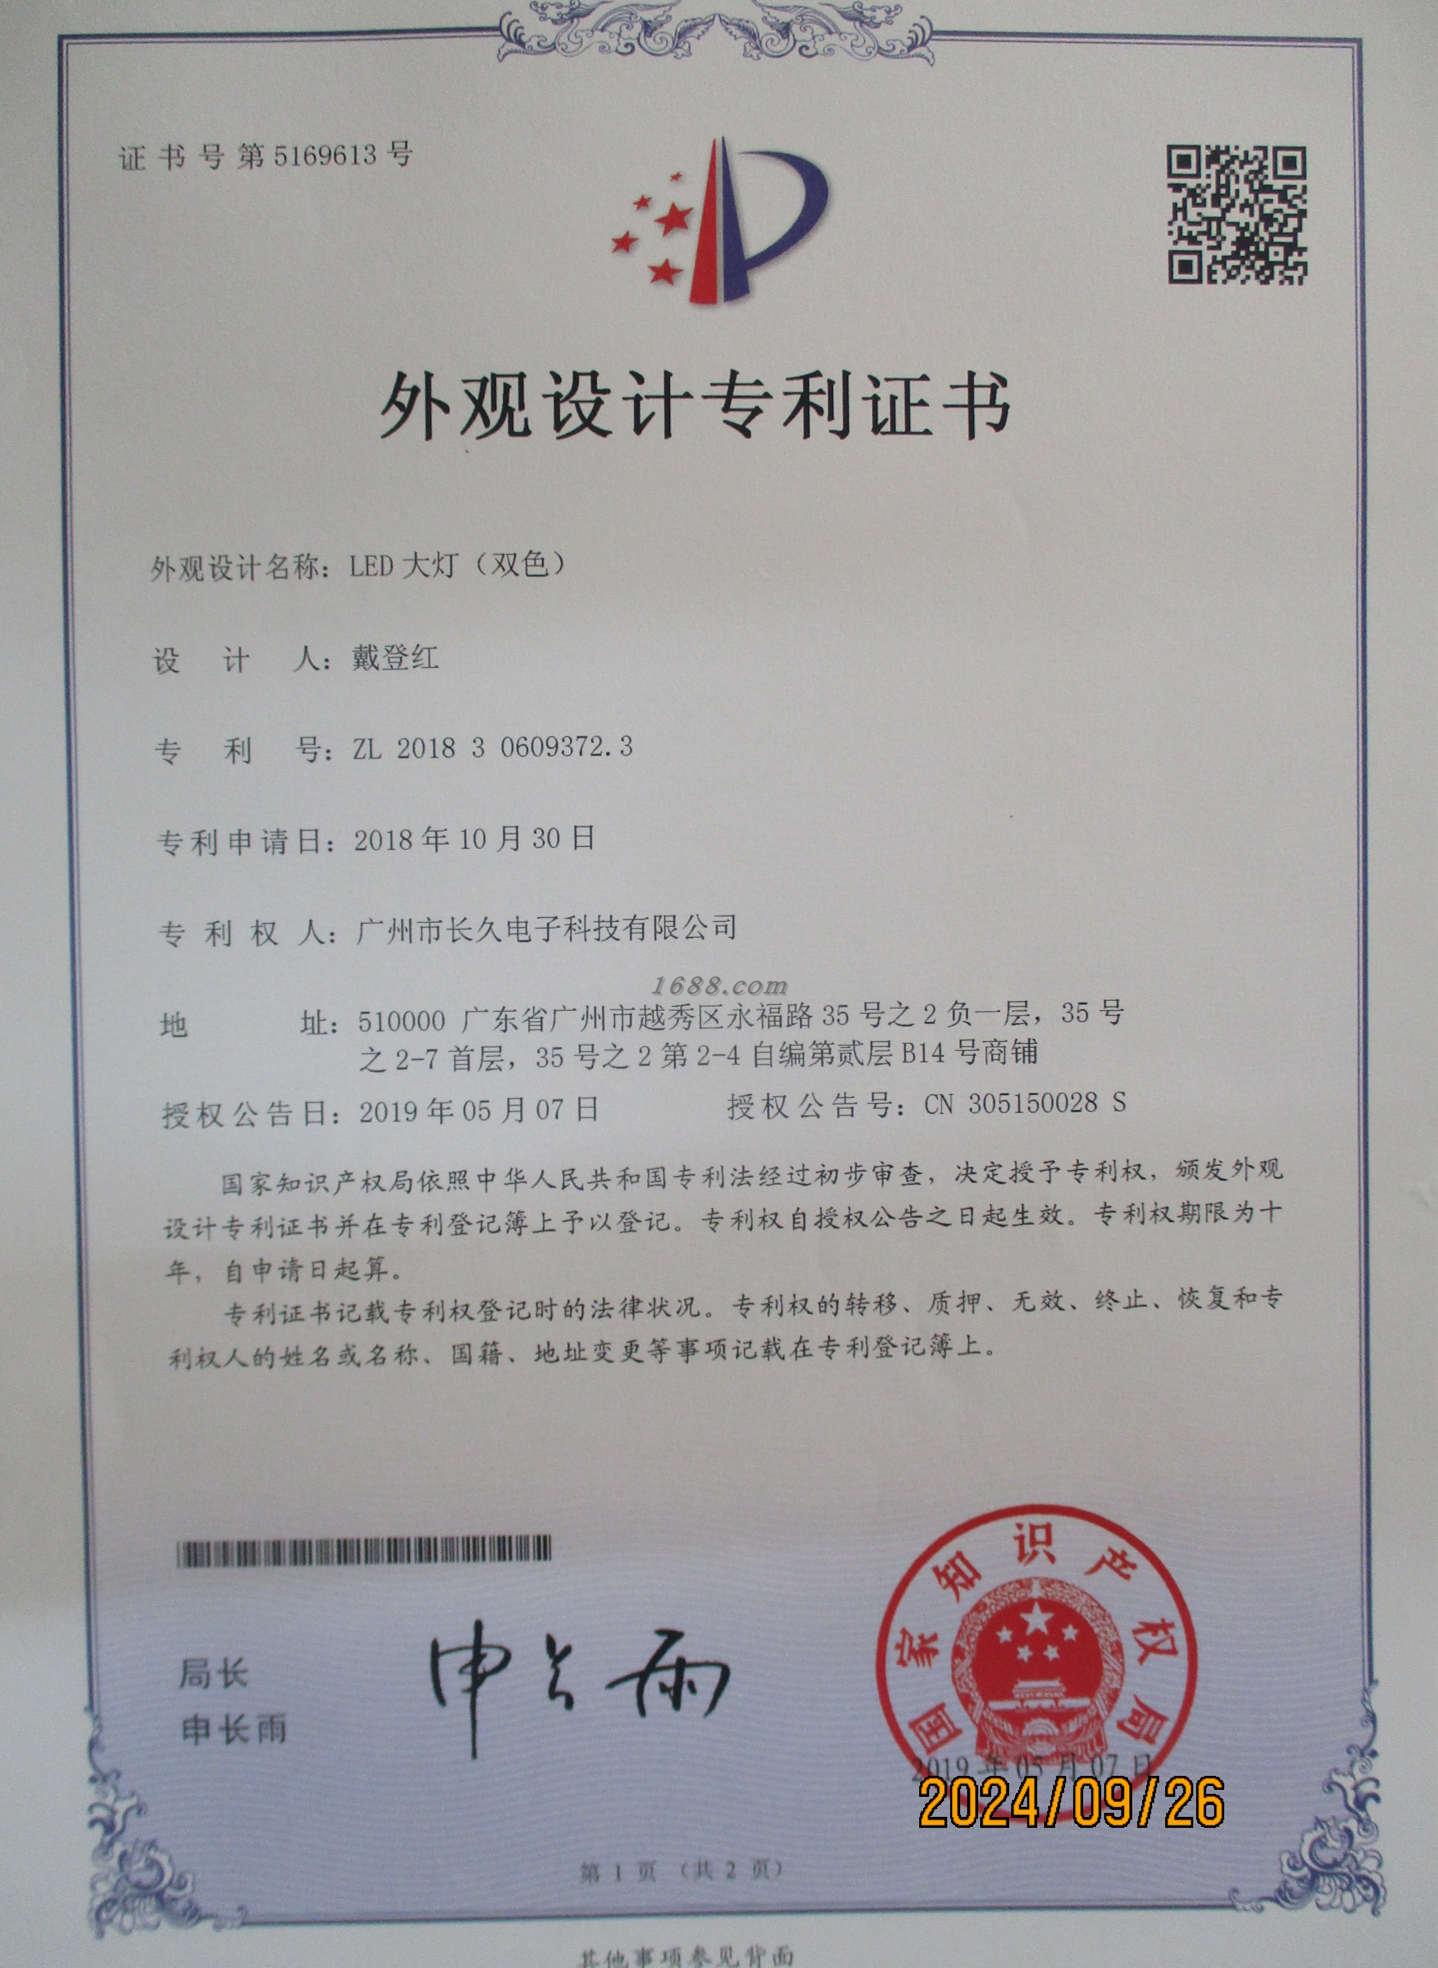 证书号第5169613号
外观设计专利证书
外观设计名称：LED大灯（双色）
设计人：戴登红
专利号：ZL 2018 3 0609372.3
专利申请日：2018年10月30日
专利权人：广州市长久电子科技有限公司
1688.com
地址：510000 广东省广州市越秀区永福路35号之2负一层，35号
之2-7首层，35号之2第2-4自编第贰层B14号商铺
授权公告日：2019年05月07日 授权公告号：CN 305150028 S
国家知识产权局依照中华人民共和国专利法经过初步审查，决定授予专利权，颁发外观
设计专利证书并在专利登记簿上予以登记。专利权自授权公告之日起生效。专利权期限为十
年，自申请日起算。
专利证书记载专利权登记时的法律状况。专利权的转移、质押、无效、终止、恢复和专
利权人的姓名或名称、国籍、地址变更等事项记载在专利登记簿上。
局长
申长雨
申长雨
国家知识产权局
2019年05月07日
2024/09/26
第1页（共2页）
其他事项参见背面